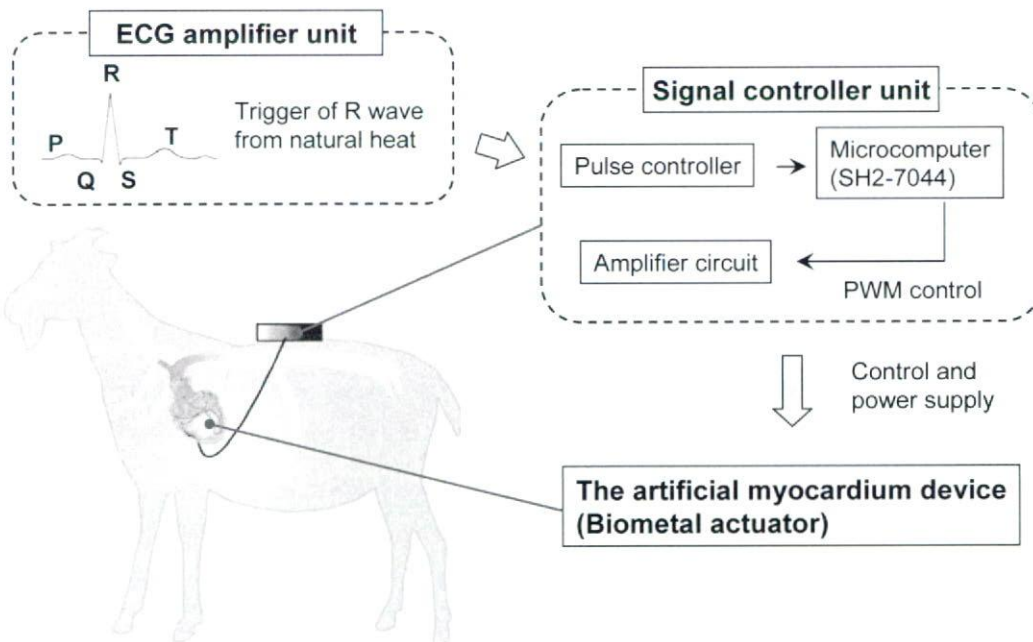 ECG amplifier unit
R
P
T
Q
S
Trigger of R wave
from natural heat
Signal controller unit
Pulse controller
Microcomputer
(SH2-7044)
Amplifier circuit
PWM control
Control and
power supply
The artificial myocardium device
(Biometal actuator)